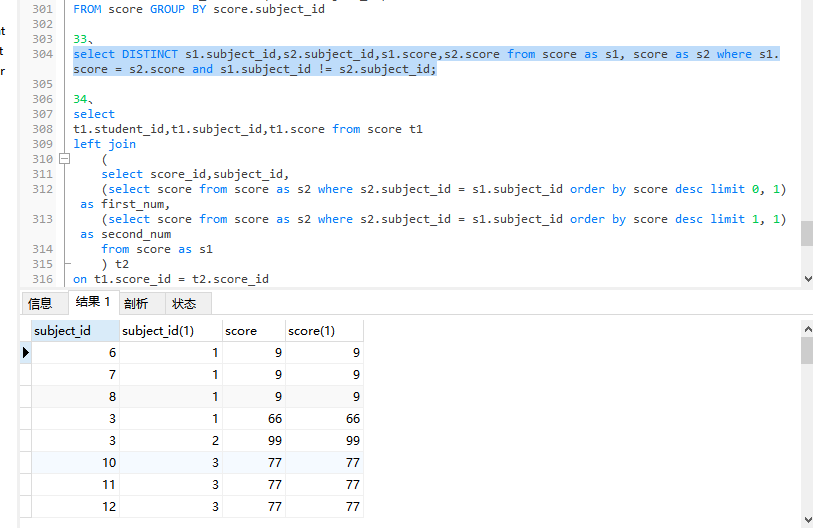 301 FROM score GROUP BY score.subject_id
302
303 33、
304 select DISTINCT s1.subject_id,s2.subject_id,s1.score,s2.score from score as s1, score as s2 where s1.
score = s2.score and s1.subject_id != s2.subject_id;
305
306 34、
307 select
308 t1.student_id,t1.subject_id,t1.score from score t1
309 left join
310 (
311 select score_id,subject_id,
312 (select score from score as s2 where s2.subject_id = s1.subject_id order by score desc limit 0, 1)
as first_num,
313 (select score from score as s2 where s2.subject_id = s1.subject_id order by score desc limit 1, 1)
as second_num
314 from score as s1
315 ) t2
316 on t1.score_id = t2.score_id
信息 结果 1 剖析 状态
subject_id subject_id(1) score score(1)
6 1 9 9
7 1 9 9
8 1 9 9
3 1 66 66
3 2 99 99
10 3 77 77
11 3 77 77
12 3 77 77